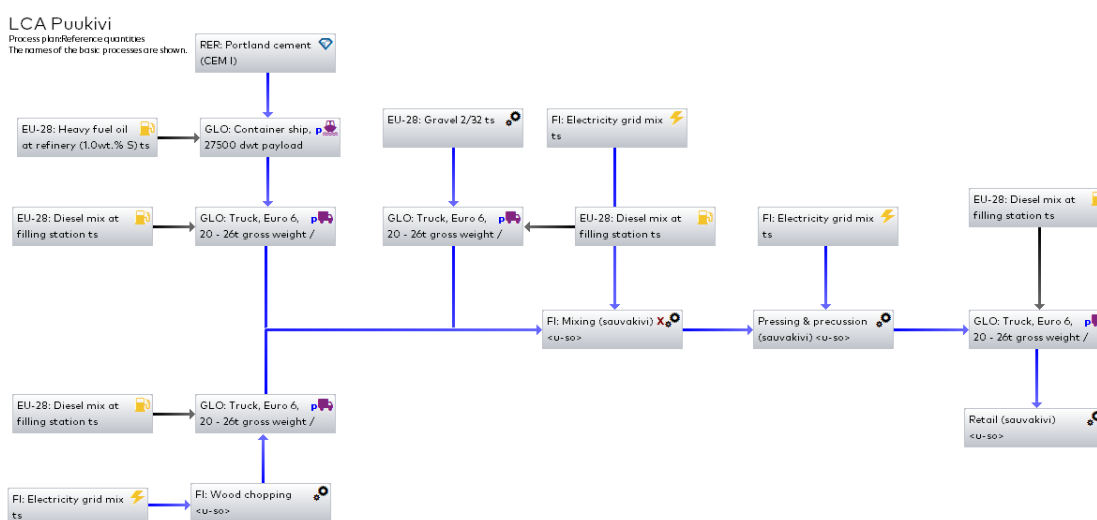 LCA Puukivi
Process plan:Reference quantities
The names of the basic processes are shown.
RER: Portland cement
(CEM I)
EU-28: Heavy fuel oil
at refinery (1.0wt.% S) ts
GLO: Container ship, p
27500 dwt payload
EU-28: Gravel 2/32 ts
FI: Electricity grid mix
ts
EU-28: Diesel mix at
filling station ts
GLO: Truck, Euro 6, p
20 - 26t gross weight /
GLO: Truck, Euro 6, p
20 - 26t gross weight /
EU-28: Diesel mix at
filling station ts
FI: Electricity grid mix
ts
EU-28: Diesel mix at
filling station ts
FI: Mixing (sauvakivi) X
<u-so>
Pressing & precussion
(sauvakivi) <u-so>
GLO: Truck, Euro 6, p
20 - 26t gross weight /
EU-28: Diesel mix at
filling station ts
GLO: Truck, Euro 6, p
20 - 26t gross weight /
Retail (sauvakivi)
<u-so>
FI: Electricity grid mix
ts
FI: Wood chopping
<u-so>